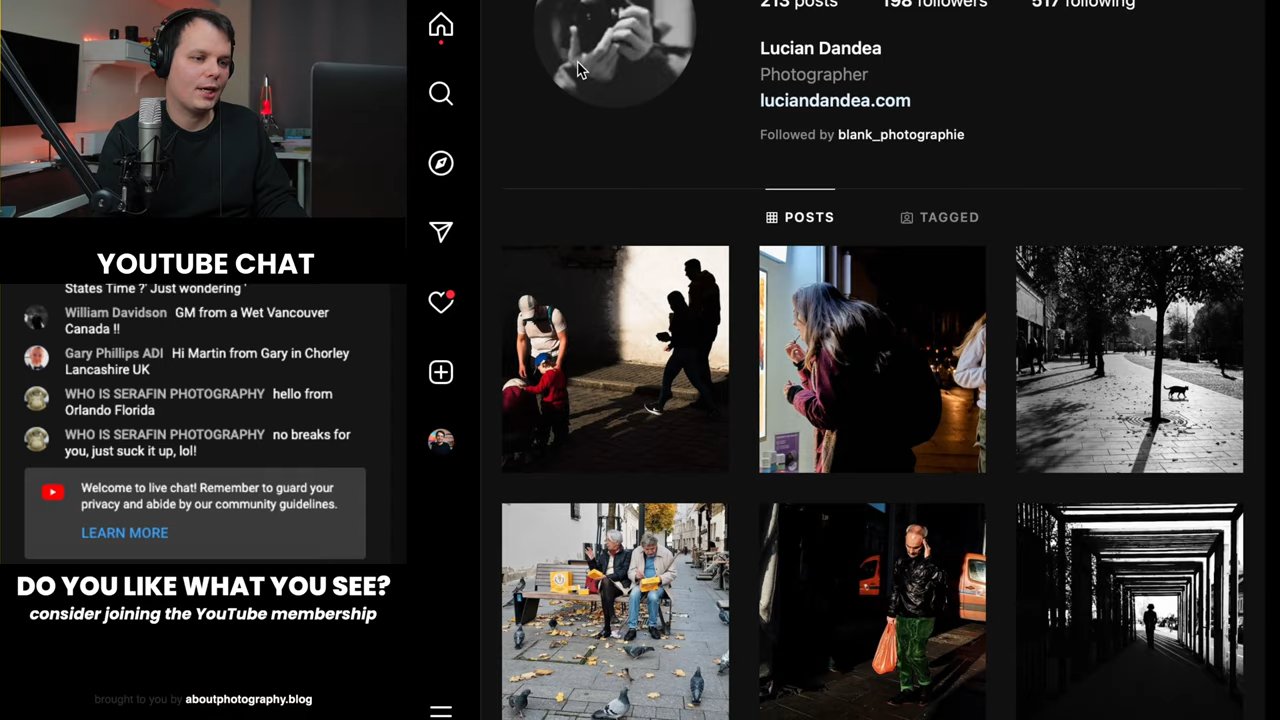 YOUTUBE CHAT
States Time ?' Just wondering '
William Davidson GM from a Wet Vancouver
Canada !!
Gary Phillips ADI Hi Martin from Gary in Chorley
Lancashire UK
WHO IS SERAFIN PHOTOGRAPHY hello from
Orlando Florida
WHO IS SERAFIN PHOTOGRAPHY no breaks for
you, just suck it up, lol!
Welcome to live chat! Remember to guard your
privacy and abide by our community guidelines.
LEARN MORE
DO YOU LIKE WHAT YOU SEE?
consider joining the YouTube membership
brought to you by aboutphotography.blog
213 posts 198 followers 517 following
Lucian Dandea
Photographer
luciandandea.com
Followed by blank_photographie
POSTS TAGGED